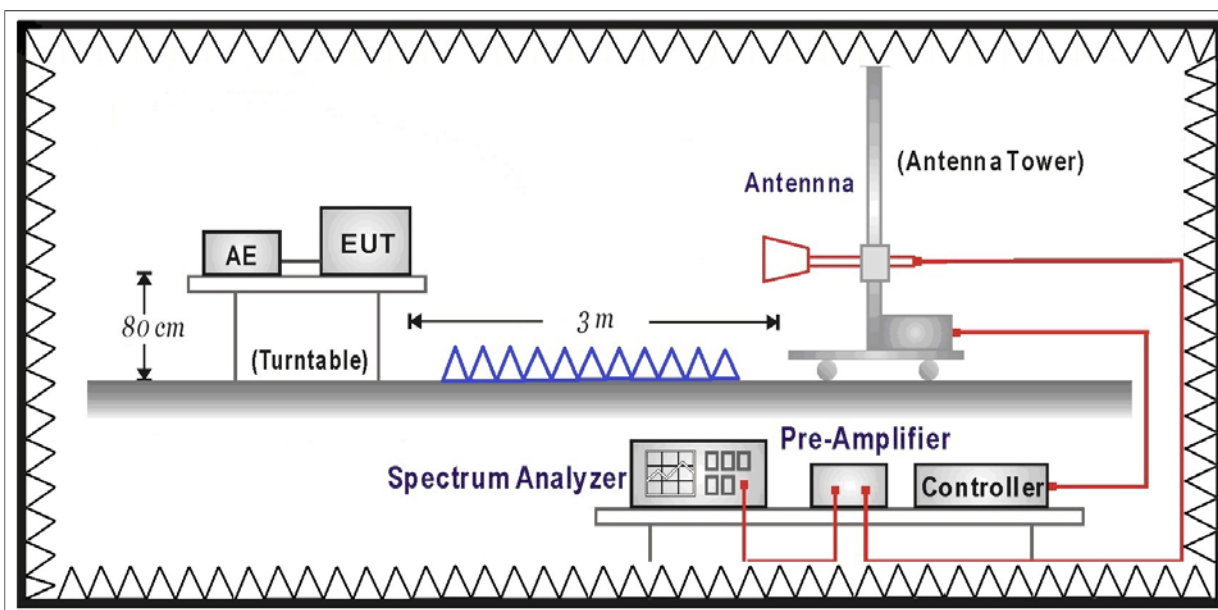 (Antenna Tower)
Antennna
AE
EUT
80 cm
3 m
(Turntable)
Pre-Amplifier
Spectrum Analyzer
Controller